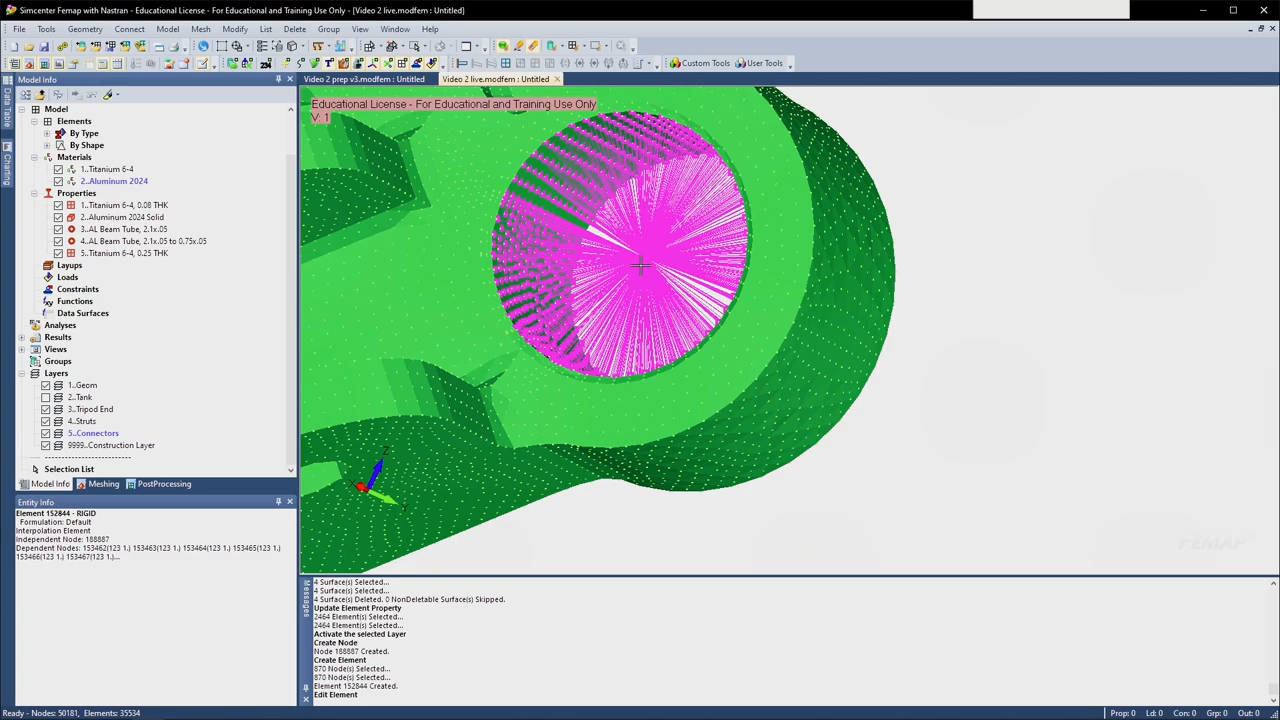 Simcenter Femap with Nastran - Educational License - For Educational and Training Use Only - [Video 2 live.modfem : Untitled]
File Tools Geometry Connect Model Mesh Modify List Delete Group View Window Help
Custom Tools User Tools
Model Info
Video 2 prep v3.modfem : Untitled Video 2 live.modfem : Untitled
Educational License - For Educational and Training Use Only
V: 1
Data Table
Charting
Model
Elements
By Type
By Shape
Materials
1..Titanium 6-4
2..Aluminum 2024
Properties
1..Titanium 6-4, 0.08 THK
2..Aluminum 2024 Solid
3..AL Beam Tube, 2.1x.05
4..AL Beam Tube, 2.1x.05 to 0.75x.05
5..Titanium 6-4, 0.25 THK
Layups
Loads
Constraints
Functions
Data Surfaces
Analyses
Results
Views
Groups
Layers
1..Geom
2..Tank
3..Tripod End
4..Struts
5..Connectors
9999..Construction Layer
Selection List
Model Info Meshing PostProcessing
Z
X
Y
FEMAP
Entity Info
Element 152844 - RIGID
Formulation: Default
Interpolation Element
Independent Node: 188887
Dependent Nodes: 153462(123 1.) 153463(123 1.) 153464(123 1.) 153465(123 1.)
153466(123 1.) 153467(123 1.)...
Messages
4 Surface(s) Selected...
4 Surface(s) Selected...
4 Surface(s) Deleted. 0 NonDeletable Surface(s) Skipped.
Update Element Property
2464 Element(s) Selected...
2464 Element(s) Selected...
Activate the selected Layer
Create Node
Node 188887 Created.
Create Element
870 Node(s) Selected...
870 Node(s) Selected...
Element 152844 Created.
Edit Element
Ready - Nodes: 50181, Elements: 35534
Prop: 0 Ld: 0 Con: 0 Grp: 0 Out: 0